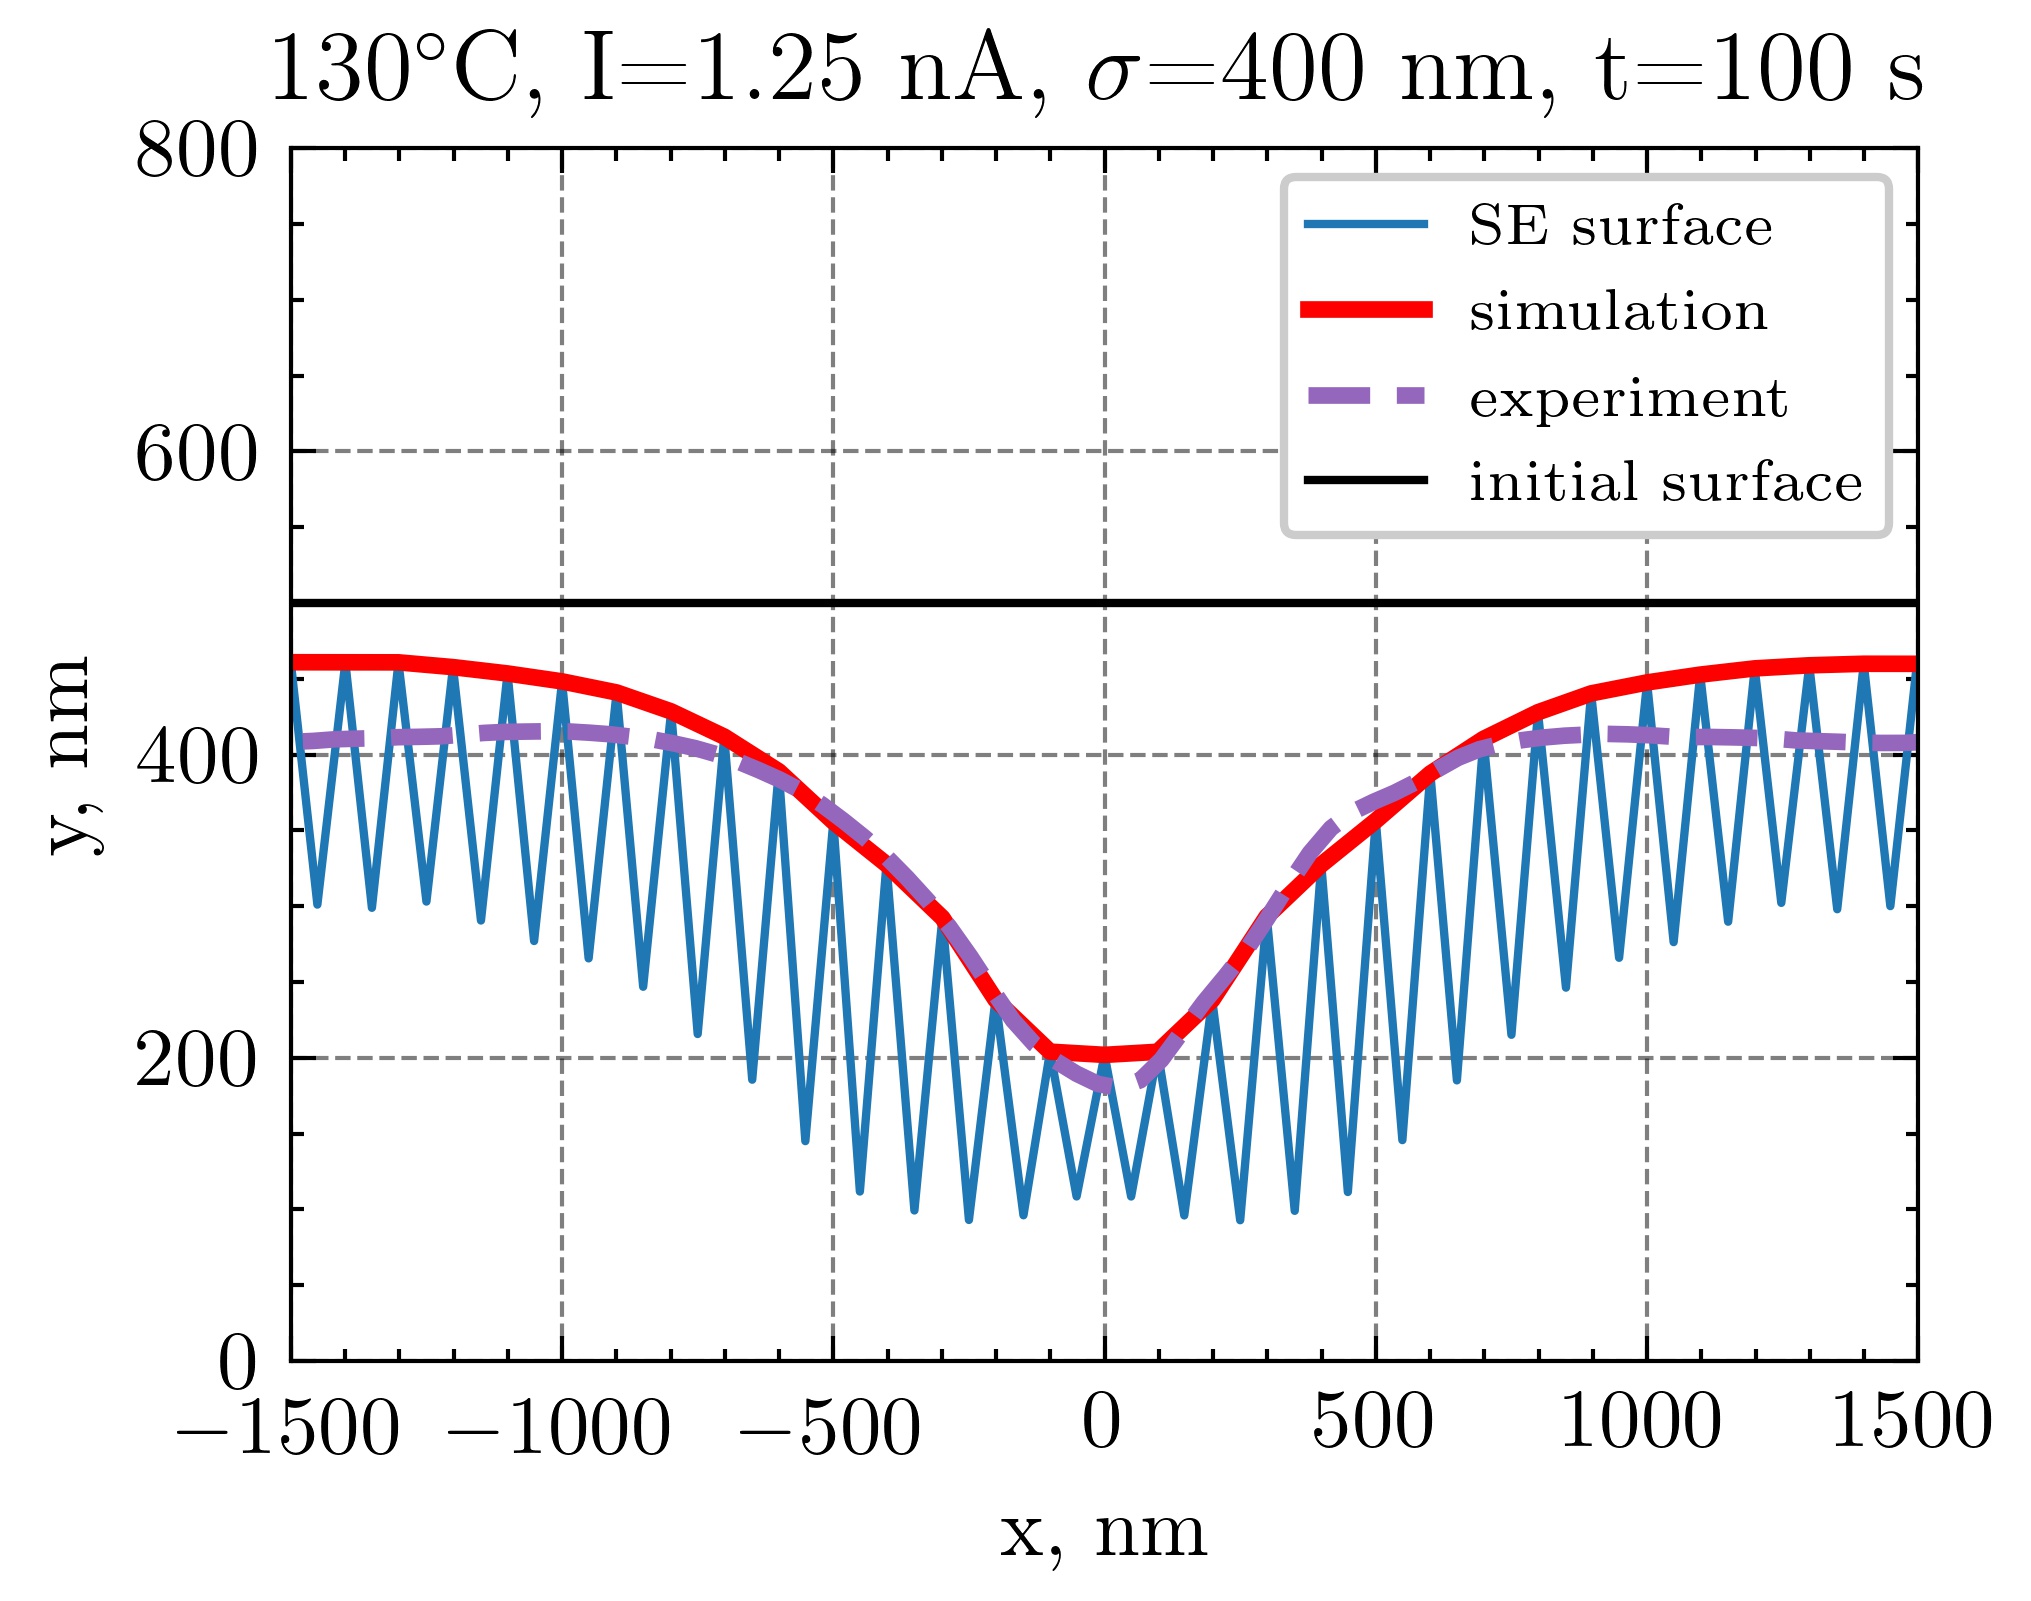 130°C, I=1.25 nA, σ=400 nm, t=100 s
800
600
400
200
0
y, nm
SE surface
simulation
experiment
initial surface
−1500 −1000 −500 0 500 1000 1500
x, nm